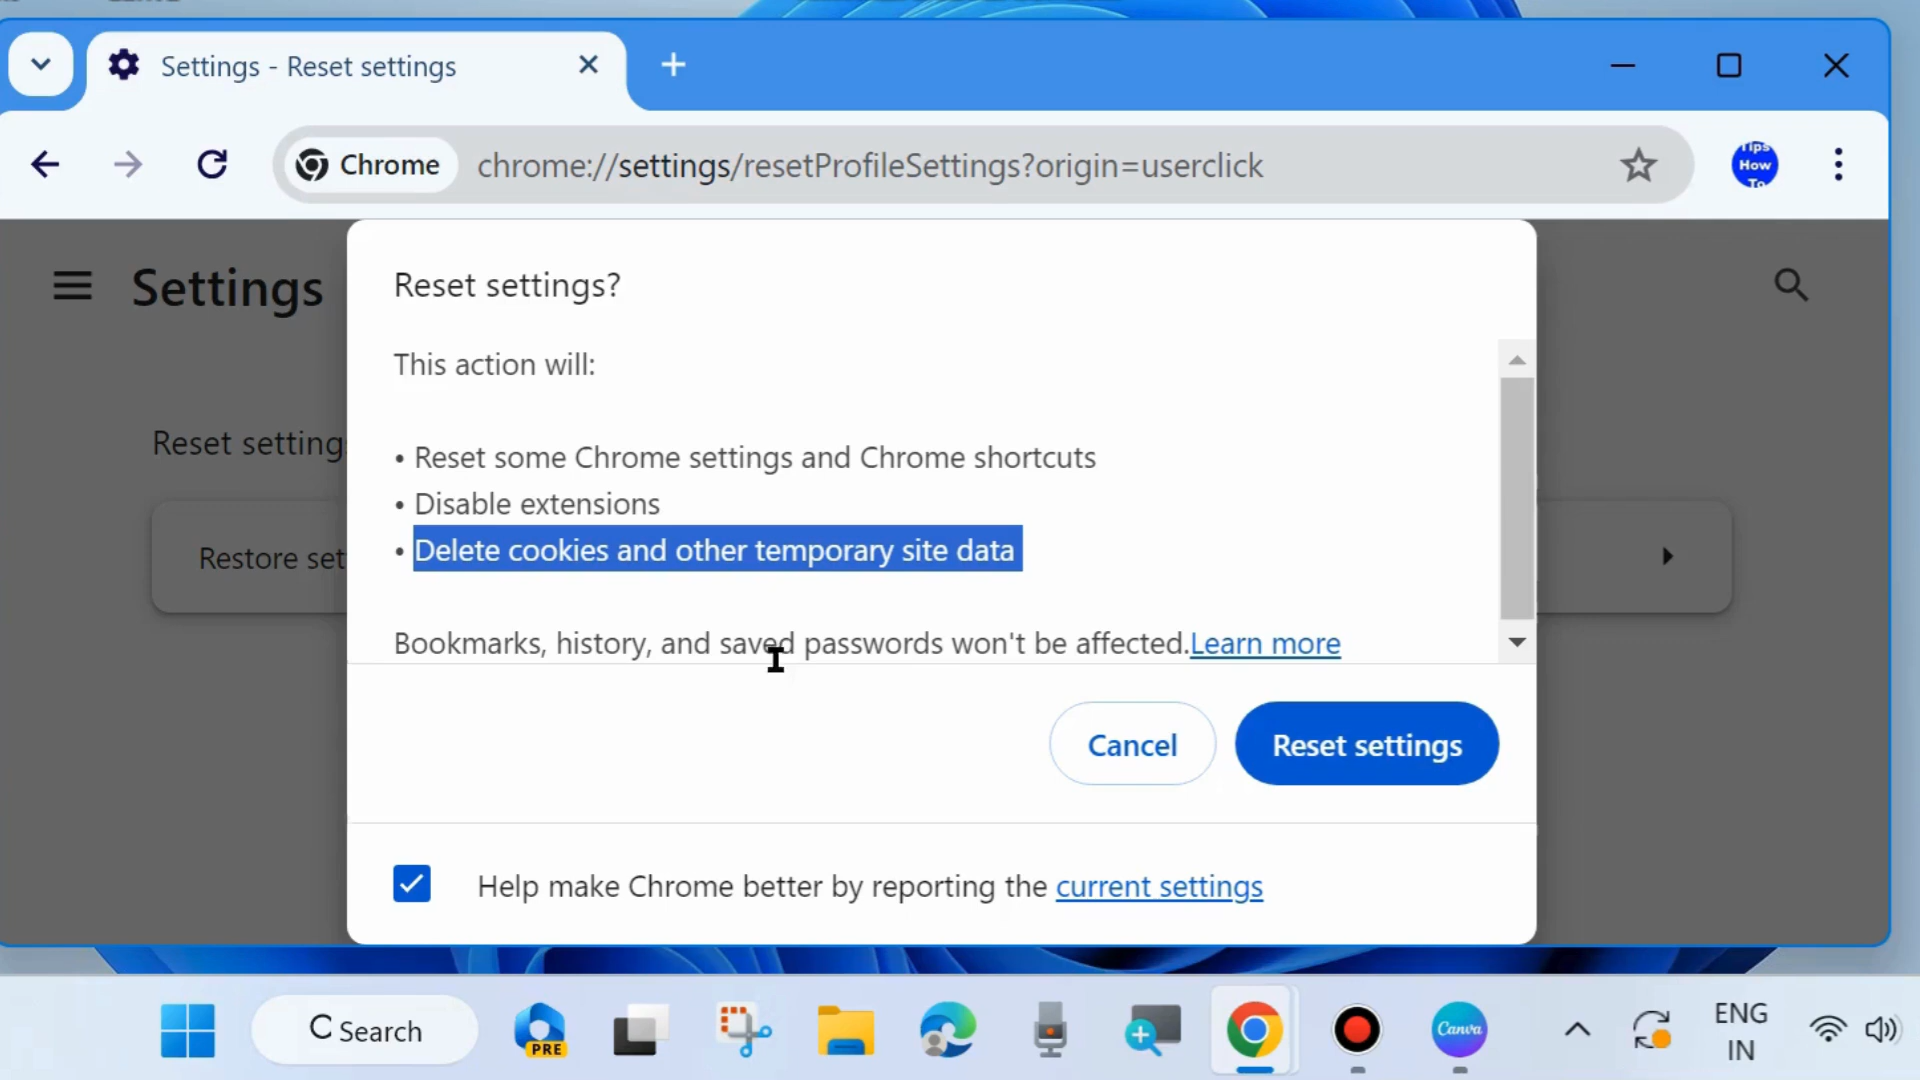 Settings - Reset settings
Chrome
chrome://settings/resetProfileSettings?origin=userclick
Tips
How
To
Settings
Reset settings?
This action will:
• Reset some Chrome settings and Chrome shortcuts
Reset setting
• Disable extensions
• Delete cookies and other temporary site data
Restore set
Bookmarks, history, and saved passwords won't be affected.Learn more
Cancel
Reset settings
Help make Chrome better by reporting the current settings
Search
PRE
Canva
ENG
IN